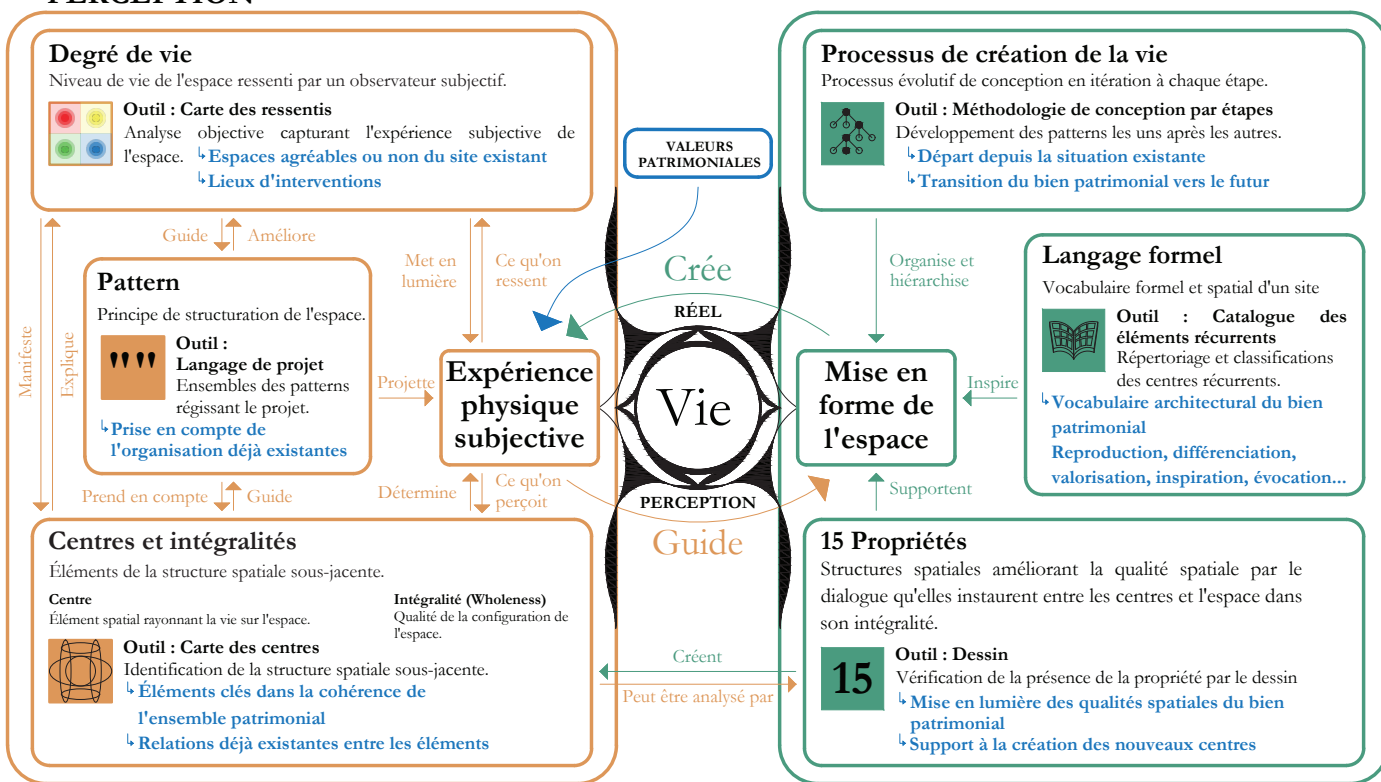 PERCEPTION
Degré de vie
Niveau de vie de l'espace ressenti par un observateur subjectif.
Outil : Carte des ressentis
Analyse objective capturant l'expérience subjective de
l'espace. ↳Espaces agréables ou non du site existant
↳Lieux d'interventions
Manifeste
Explique
Guide
Améliore
Met en
lumière
Ce qu'on
ressent
Pattern
Principe de structuration de l'espace.
Outil :
Langage de projet
Ensembles des patterns
régissant le projet.
↳Prise en compte de
l'organisation déjà existantes
Projette
Expérience
physique
subjective
Prend en compte
Guide
Détermine
Ce qu'on
perçoit
Centres et intégralités
Éléments de la structure spatiale sous-jacente.
Centre
Élément spatial rayonnant la vie sur l'espace.
Intégralité (Wholeness)
Qualité de la configuration de
l'espace.
Outil : Carte des centres
Identification de la structure spatiale sous-jacente.
↳Éléments clés dans la cohérence de
l'ensemble patrimonial
↳Relations déjà existantes entre les éléments
VALEURS
PATRIMONIALES
Crée
RÉEL
Vie
PERCEPTION
Guide
Créent
Peut être analysé par
Processus de création de la vie
Processus évolutif de conception en itération à chaque étape.
Outil : Méthodologie de conception par étapes
Développement des patterns les uns après les autres.
↳Départ depuis la situation existante
↳Transition du bien patrimonial vers le futur
Organise et
hiérarchise
Mise en
forme de
l'espace
Inspire
Langage formel
Vocabulaire formel et spatial d'un site
Outil : Catalogue des
éléments récurrents
Répertoriage et classifications
des centres récurrents.
↳Vocabulaire architectural du bien
patrimonial
Reproduction, différenciation,
valorisation, inspiration, évocation...
Supportent
15 Propriétés
Structures spatiales améliorant la qualité spatiale par le
dialogue qu'elles instaurent entre les centres et l'espace dans
son intégralité.
15
Outil : Dessin
Vérification de la présence de la propriété par le dessin
↳Mise en lumière des qualités spatiales du bien
patrimonial
↳Support à la création des nouveaux centres